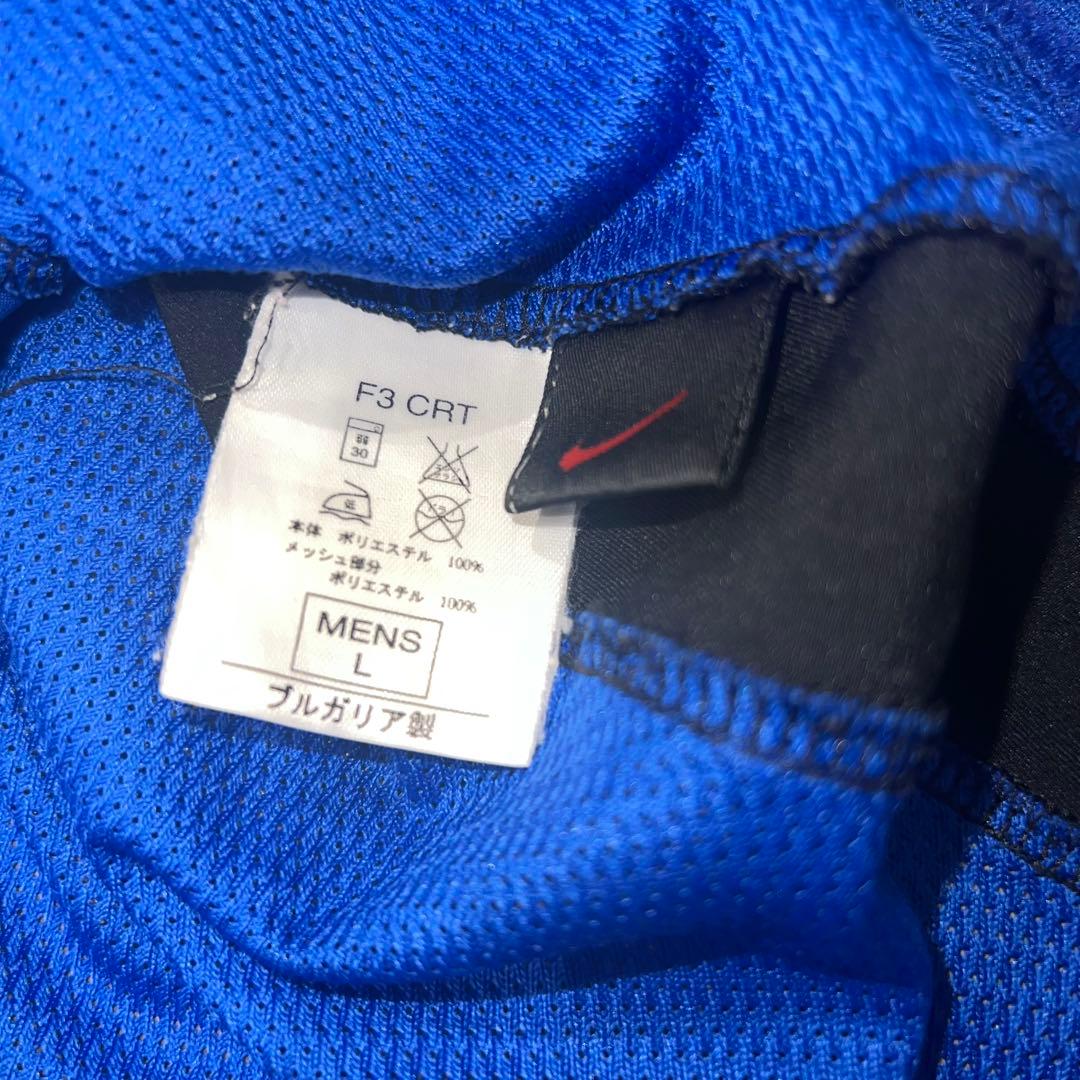 F3 CRT
30
本体 ポリエステル 100%
メッシュ部分
ポリエステル 100%
MENS
L
ブルガリア製